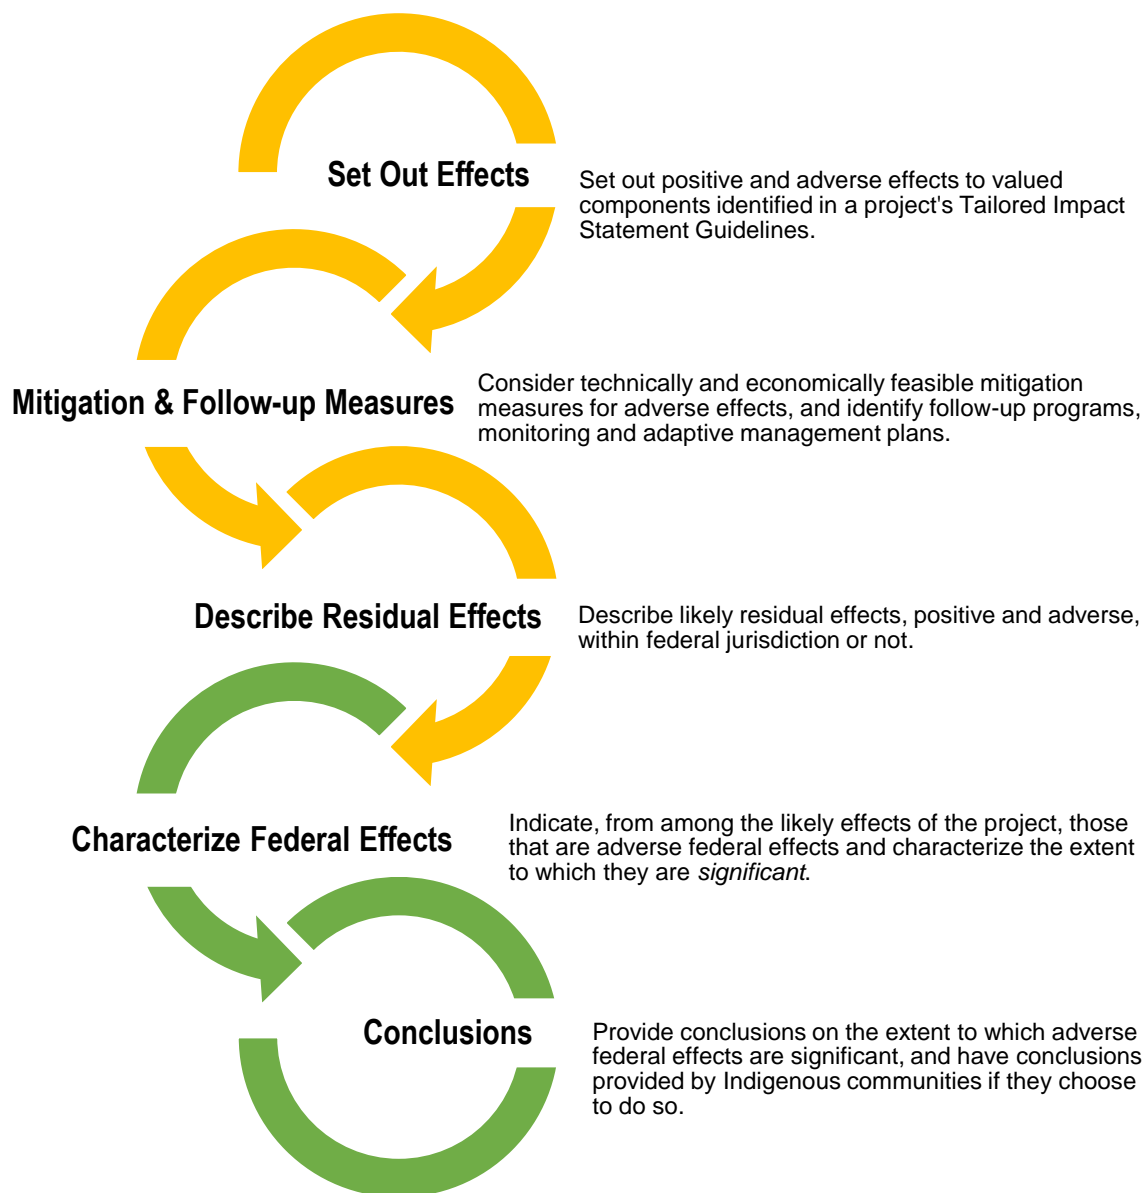 Set Out Effects
Set out positive and adverse effects to valued
components identified in a project's Tailored Impact
Statement Guidelines.
Mitigation & Follow-up Measures
Consider technically and economically feasible mitigation
measures for adverse effects, and identify follow-up programs,
monitoring and adaptive management plans.
Describe Residual Effects
Describe likely residual effects, positive and adverse,
within federal jurisdiction or not.
Characterize Federal Effects
Indicate, from among the likely effects of the project, those
that are adverse federal effects and characterize the extent
to which they are significant.
Conclusions
Provide conclusions on the extent to which adverse
federal effects are significant, and have conclusions
provided by Indigenous communities if they choose
to do so.